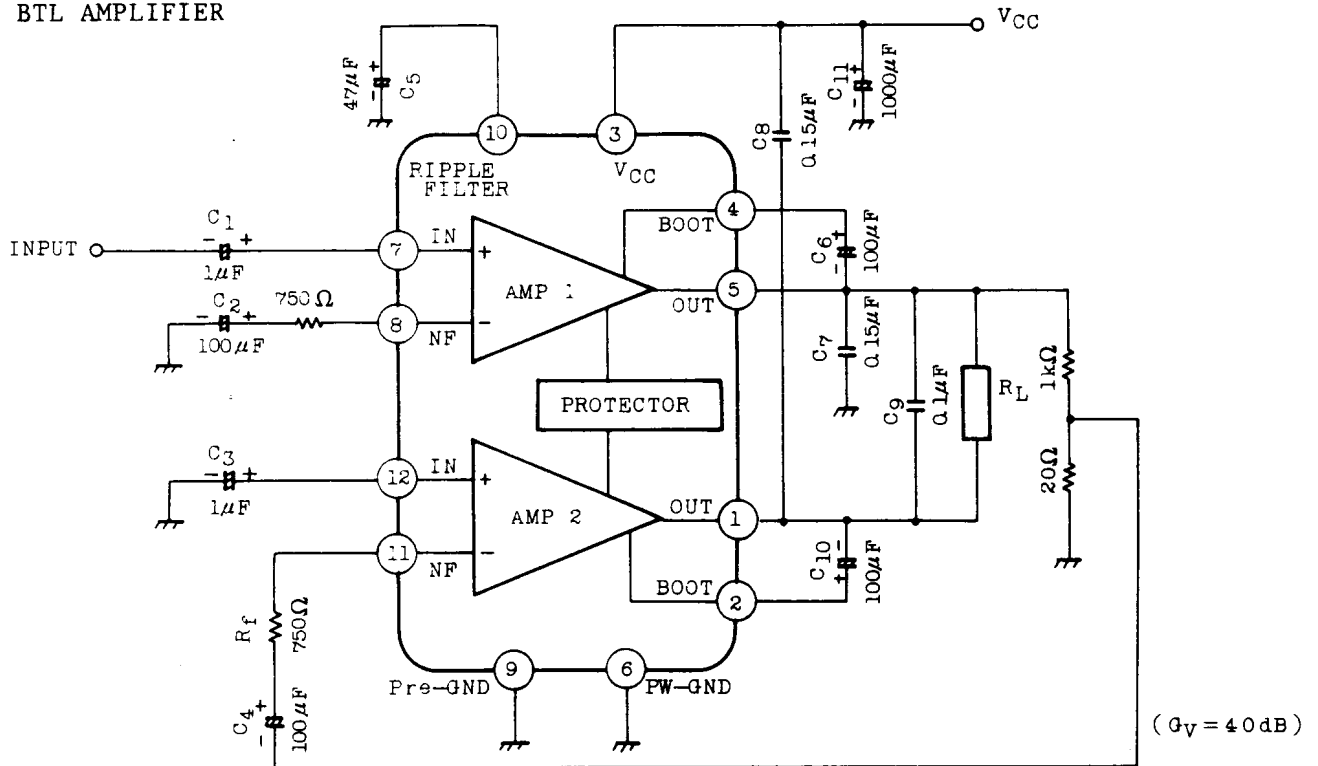 BTL AMPLIFIER
VCC
47µF
+
-
C5
C11
+
-
1000µF
C8
0.15µF
10
3
RIPPLE
FILTER
VCC
4
BOOT
C6
+
-
100µF
INPUT
C1
- +
1µF
7
IN
+
AMP 1
5
OUT
C2
- +
100µF
750Ω
8
NF
-
C7
0.15µF
C9
0.1µF
RL
1kΩ
20Ω
PROTECTOR
C3
- +
1µF
12
IN
+
AMP 2
OUT
1
11
NF
-
C10
-
+
100µF
BOOT
2
Rf
750Ω
9
6
Pre-GND
PW-GND
C4
+
-
100µF
(GV=40dB)